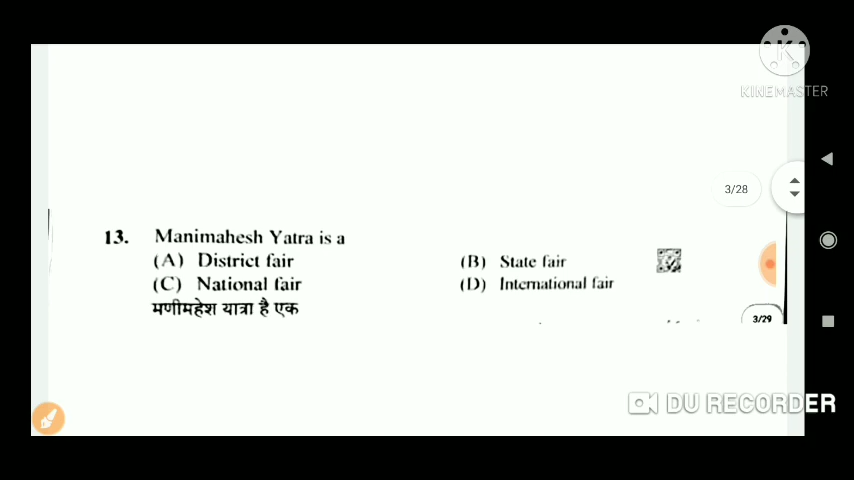 KINEMASTER
3/28
13. Manimahesh Yatra is a
(A) District fair (B) State fair
(C) National fair (D) International fair
मणीमहेश यात्रा है एक
3/29
DU RECORDER